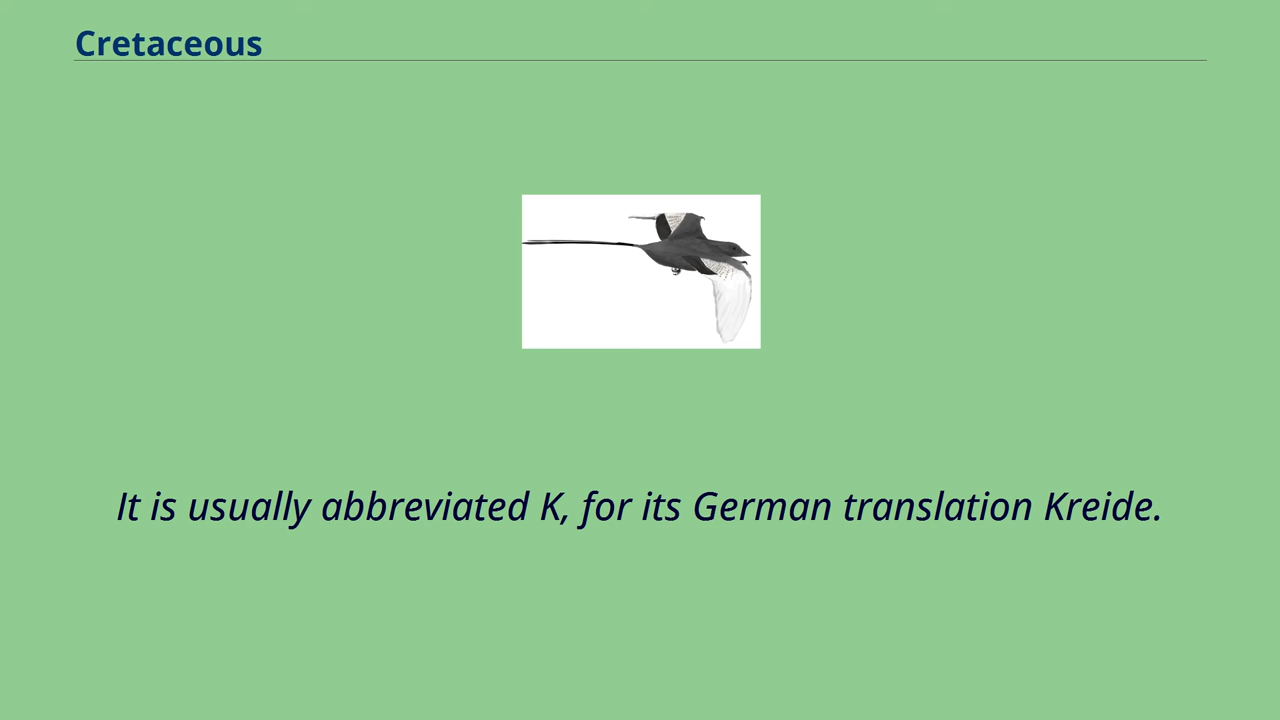 Cretaceous
It is usually abbreviated K, for its German translation Kreide.